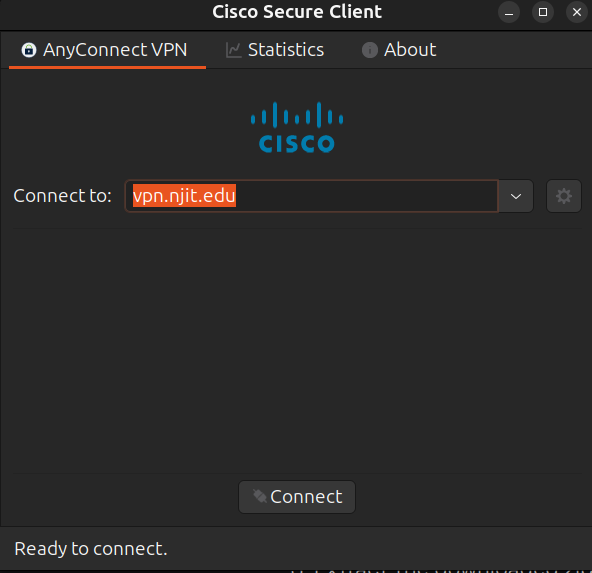 Cisco Secure Client
AnyConnect VPN Statistics About
CISCO
Connect to: vpn.njit.edu
Connect
Ready to connect.